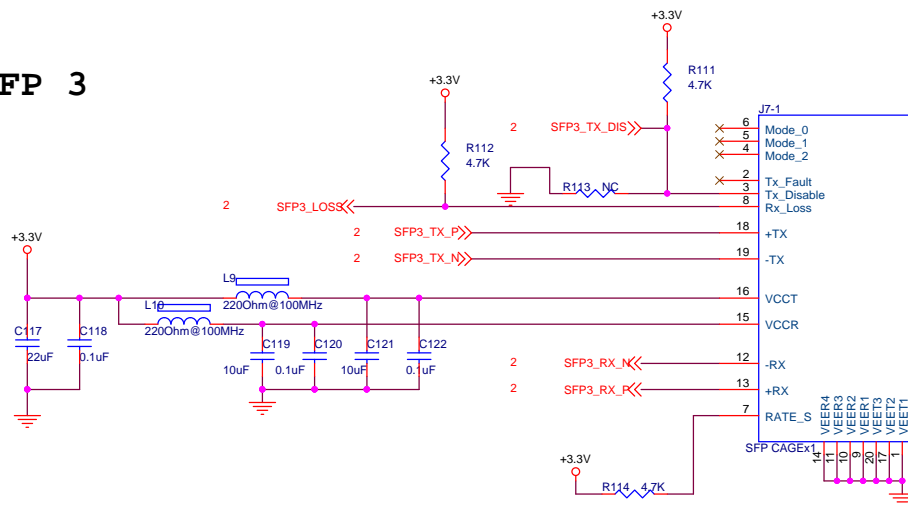 FP 3
+3.3V
R111
4.7K
+3.3V
J7-1
2 SFP3_TX_DIS
6 Mode_0
5 Mode_1
4 Mode_2
R112
4.7K
2 Tx_Fault
R113 NC
3 Tx_Disable
2 SFP3_LOSS
8 Rx_Loss
2 SFP3_TX_P
18 +TX
+3.3V
2 SFP3_TX_N
19 -TX
L9
220Ohm@100MHz
16 VCCT
L10
220Ohm@100MHz
15 VCCR
C117
22uF
C118
0.1uF
C119
10uF
C120
0.1uF
C121
10uF
C122
0.1uF
2 SFP3_RX_N
12 -RX
2 SFP3_RX_P
13 +RX
7 RATE_S
VEER4
VEER3
VEER2
VEER1
VEET3
VEET2
VEET1
SFP CAGEx1
14
11
10
9
20
17
1
+3.3V
R114 4.7K